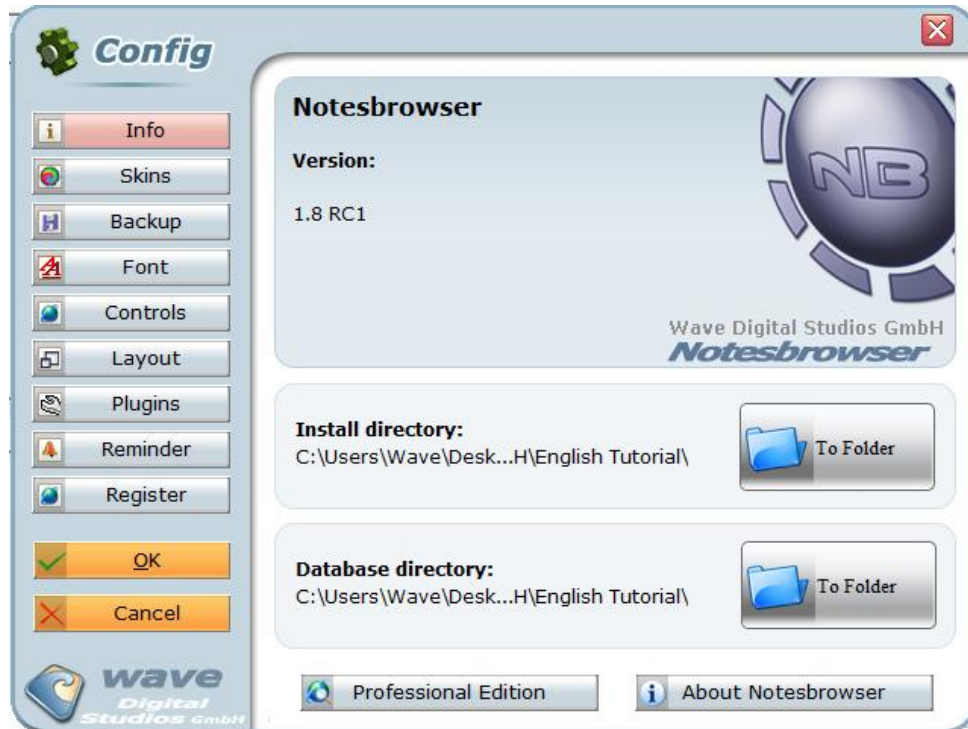 Config
Info
Skins
Backup
Font
Controls
Layout
Plugins
Reminder
Register
OK
Cancel
wave
Digital
Studios GmbH
Notesbrowser
Version:
1.8 RC1
NB
Wave Digital Studios GmbH
Notesbrowser
Install directory:
C:\Users\Wave\Desk...H\English Tutorial\
To Folder
Database directory:
C:\Users\Wave\Desk...H\English Tutorial\
To Folder
Professional Edition
About Notesbrowser